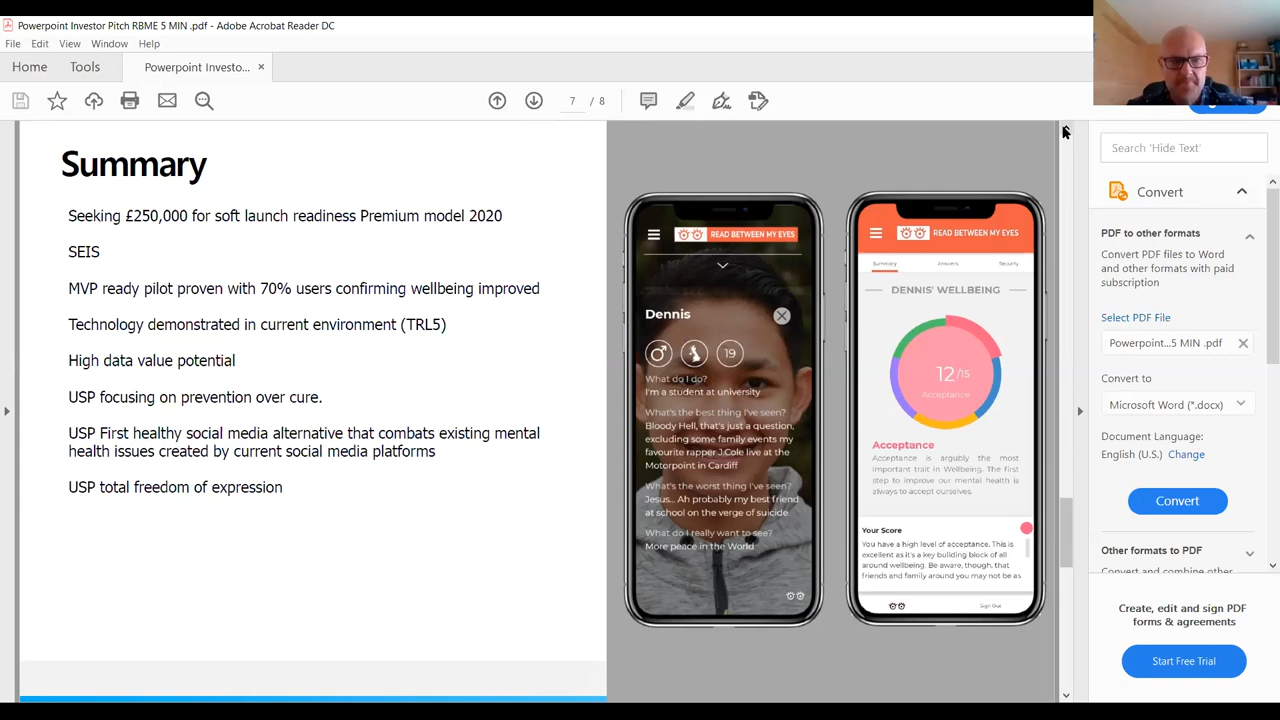 Powerpoint Investor Pitch RBME 5 MIN .pdf - Adobe Acrobat Reader DC
File Edit View Window Help
Home Tools Powerpoint Investo... ×
7 / 8
Summary
Seeking £250,000 for soft launch readiness Premium model 2020
SEIS
MVP ready pilot proven with 70% users confirming wellbeing improved
Technology demonstrated in current environment (TRL5)
High data value potential
USP focusing on prevention over cure.
USP First healthy social media alternative that combats existing mental
health issues created by current social media platforms
USP total freedom of expression
READ BETWEEN MY EYES
Dennis
19
What do I do?
I'm a student at university
What's the best thing I've seen?
Bloody Hell, that's just a question,
excluding some family events my
favourite rapper J.Cole live at the
Motorpoint in Cardiff
What's the worst thing I've seen?
Jesus... Ah probably my best friend
at school on the verge of suicide
What do I really want to see?
More peace in the World
READ BETWEEN MY EYES
Summary Answers Security
DENNIS' WELLBEING
12 /15
Acceptance
Acceptance
Acceptance is argubly the most
important trait in Wellbeing. The first
step to improve our mental health is
always to accept ourselves.
Your Score
You have a high level of acceptance. This is
excellent as it's a key building block of all
around wellbeing. Be aware, though, that
friends and family around you may not be as
Sign Out
Search 'Hide Text'
Convert
PDF to other formats
Convert PDF files to Word
and other formats with paid
subscription
Select PDF File
Powerpoint...5 MIN .pdf
Convert to
Microsoft Word (*.docx)
Document Language:
English (U.S.) Change
Convert
Other formats to PDF
Convert and combine other
Create, edit and sign PDF
forms & agreements
Start Free Trial